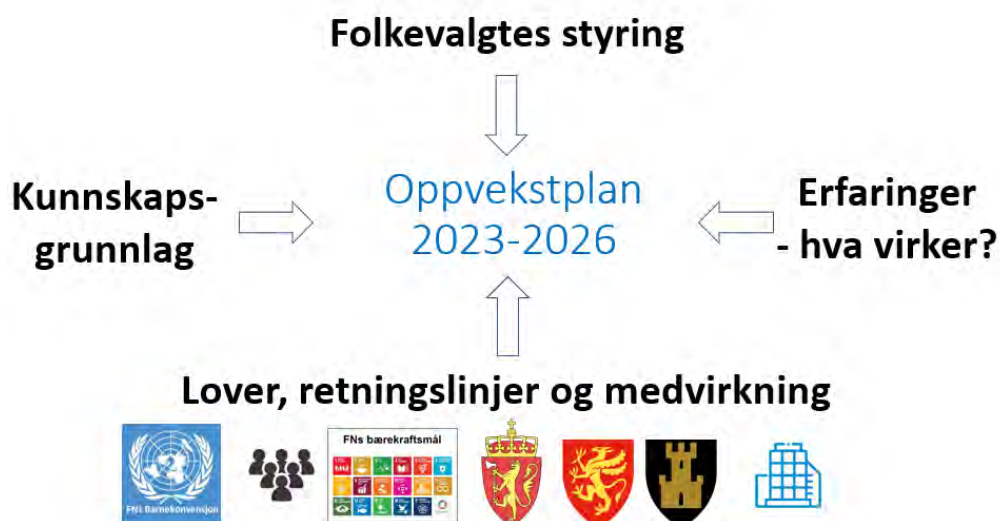 Folkevalgtes styring
Kunnskaps-
grunnlag
Oppvekstplan
2023-2026
Erfaringer
- hva virker?
Lover, retningslinjer og medvirkning
FNs Barnekonvensjon
FNs bærekraftsmål